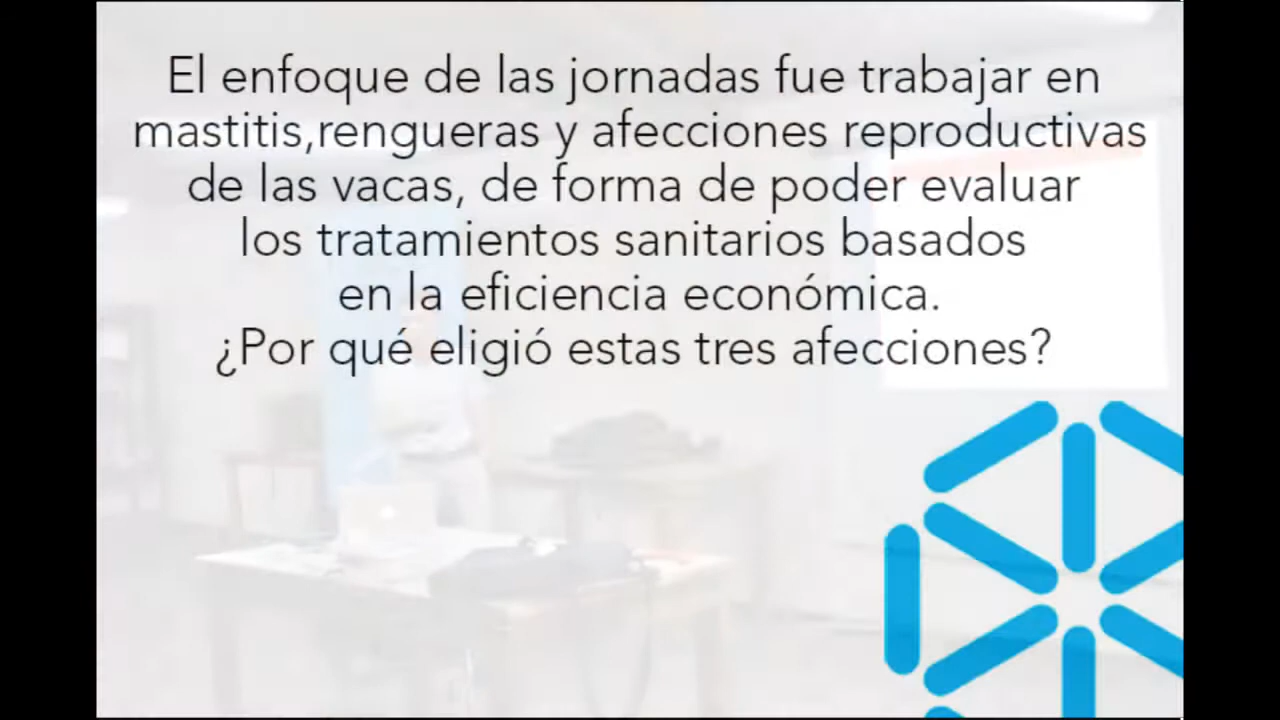 El enfoque de las jornadas fue trabajar en
mastitis,rengueras y afecciones reproductivas
de las vacas, de forma de poder evaluar
los tratamientos sanitarios basados
en la eficiencia económica.
¿Por qué eligió estas tres afecciones?